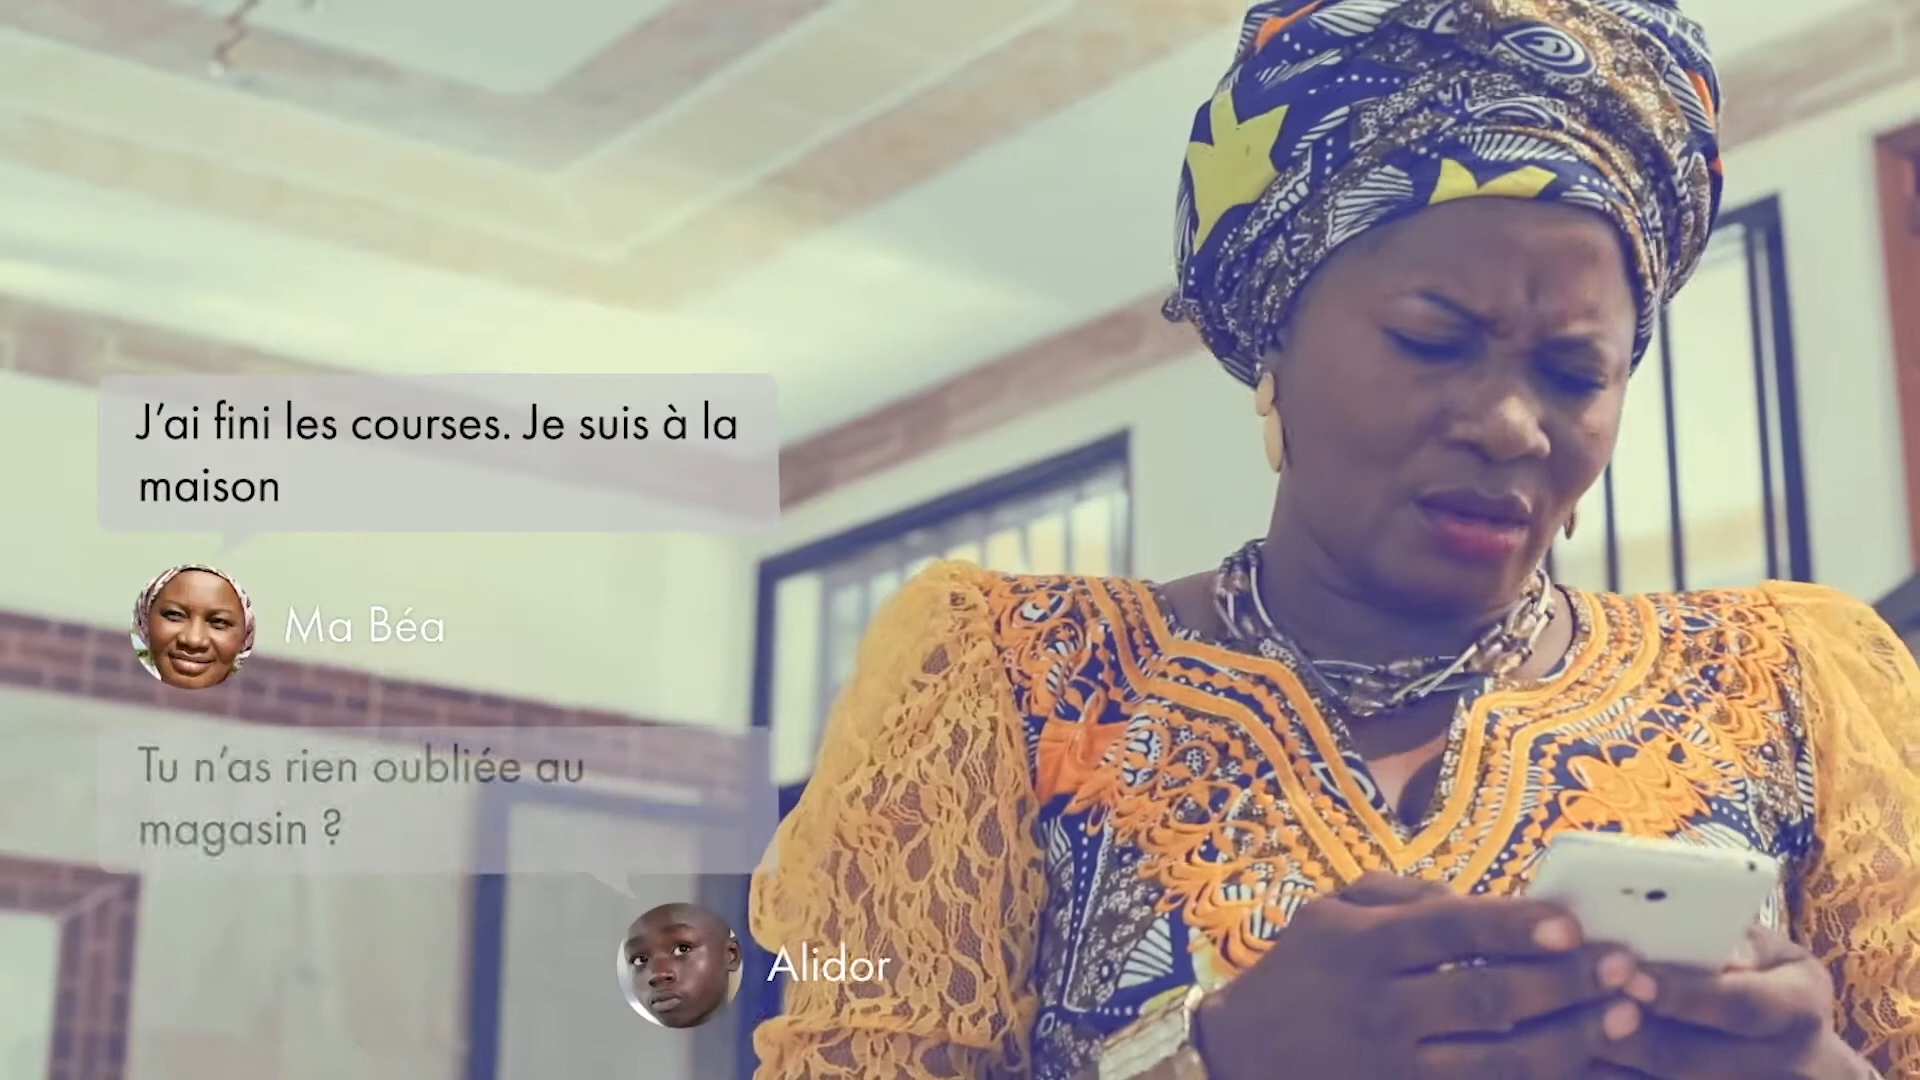 J’ai fini les courses. Je suis à la
maison
Ma Béa
Tu n’as rien oubliée au
magasin ?
Alidor